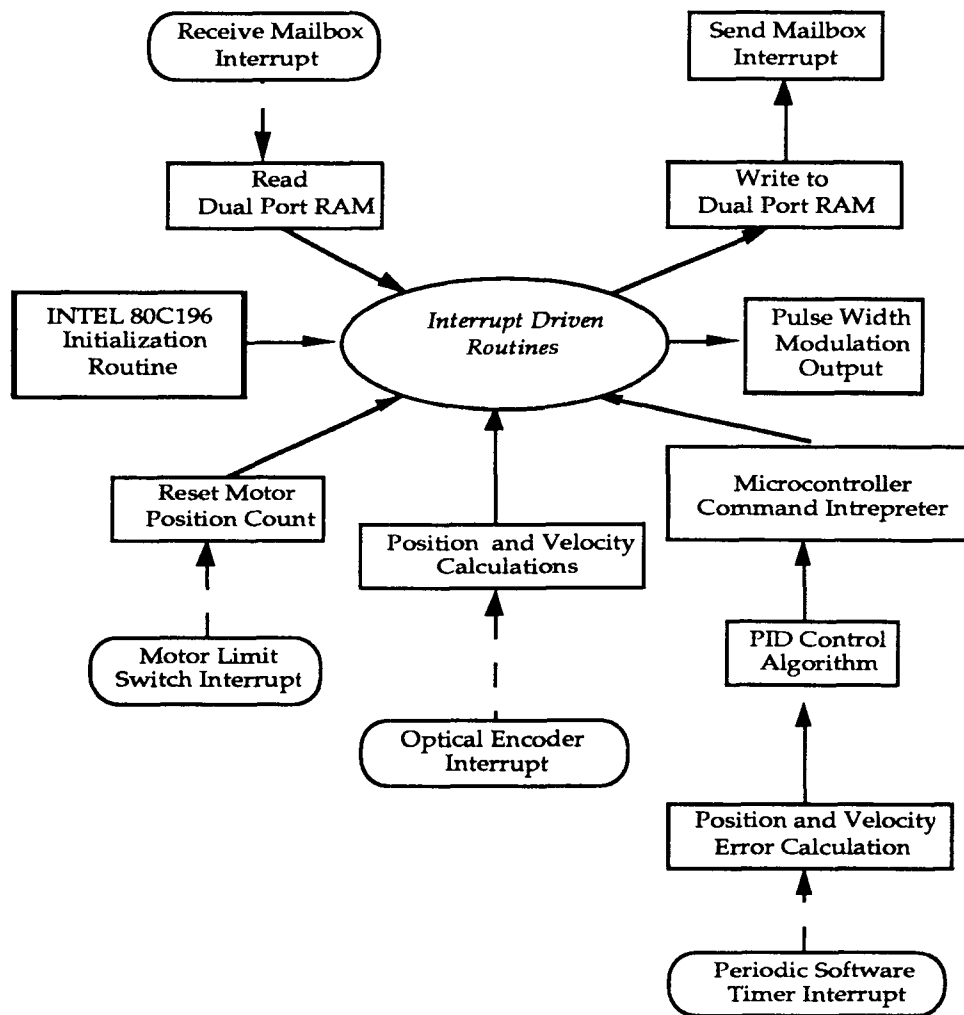 Receive Mailbox
Interrupt
Send Mailbox
Interrupt
Read
Dual Port RAM
Write to
Dual Port RAM
INTEL 80C196
Initialization
Routine
Interrupt Driven
Routines
Pulse Width
Modulation
Output
Reset Motor
Position Count
Position and Velocity
Calculations
Microcontroller
Command Intrepreter
Motor Limit
Switch Interrupt
PID Control
Algorithm
Optical Encoder
Interrupt
Position and Velocity
Error Calculation
Periodic Software
Timer Interrupt